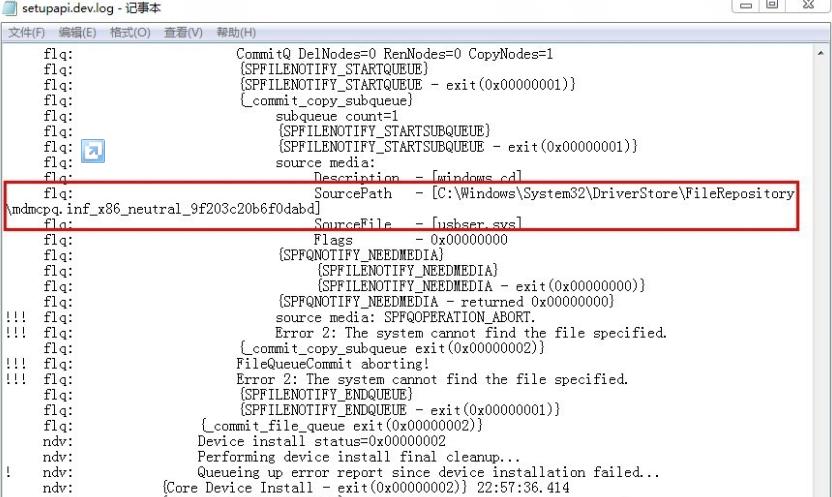 setupapi.dev.log - 记事本
文件(F) 编辑(E) 格式(O) 查看(V) 帮助(H)
flq: CommitQ DelNodes=0 RenNodes=0 CopyNodes=1
flq: {SPFILENOTIFY_STARTQUEUE}
flq: {SPFILENOTIFY_STARTQUEUE - exit(0x00000001)}
flq: {_commit_copy_subqueue}
flq: subqueue count=1
flq: {SPFILENOTIFY_STARTSUBQUEUE}
flq: {SPFILENOTIFY_STARTSUBQUEUE - exit(0x00000001)}
flq: source media:
flq: Description - [windows cd]
flq: SourcePath - [C:\Windows\System32\DriverStore\FileRepository
\mdmcpq.inf_x86_neutral_9f203c20b6f0dabd]
flq: SourceFile - [usbser.sys]
flq: Flags - 0x00000000
flq: {SPFQNOTIFY_NEEDMEDIA}
flq: {SPFILENOTIFY_NEEDMEDIA}
flq: {SPFILENOTIFY_NEEDMEDIA - exit(0x00000000)}
flq: {SPFQNOTIFY_NEEDMEDIA - returned 0x00000000}
!!! flq: source media: SPFQOPERATION_ABORT.
!!! flq: Error 2: The system cannot find the file specified.
flq: {_commit_copy_subqueue exit(0x00000002)}
!!! flq: FileQueueCommit aborting!
!!! flq: Error 2: The system cannot find the file specified.
flq: {SPFILENOTIFY_ENDQUEUE}
flq: {SPFILENOTIFY_ENDQUEUE - exit(0x00000001)}
flq: {_commit_file_queue exit(0x00000002)}
ndv: Device install status=0x00000002
ndv: Performing device install final cleanup...
! ndv: Queueing up error report since device installation failed...
ndv: {Core Device Install - exit(0x00000002)} 22:57:36.414